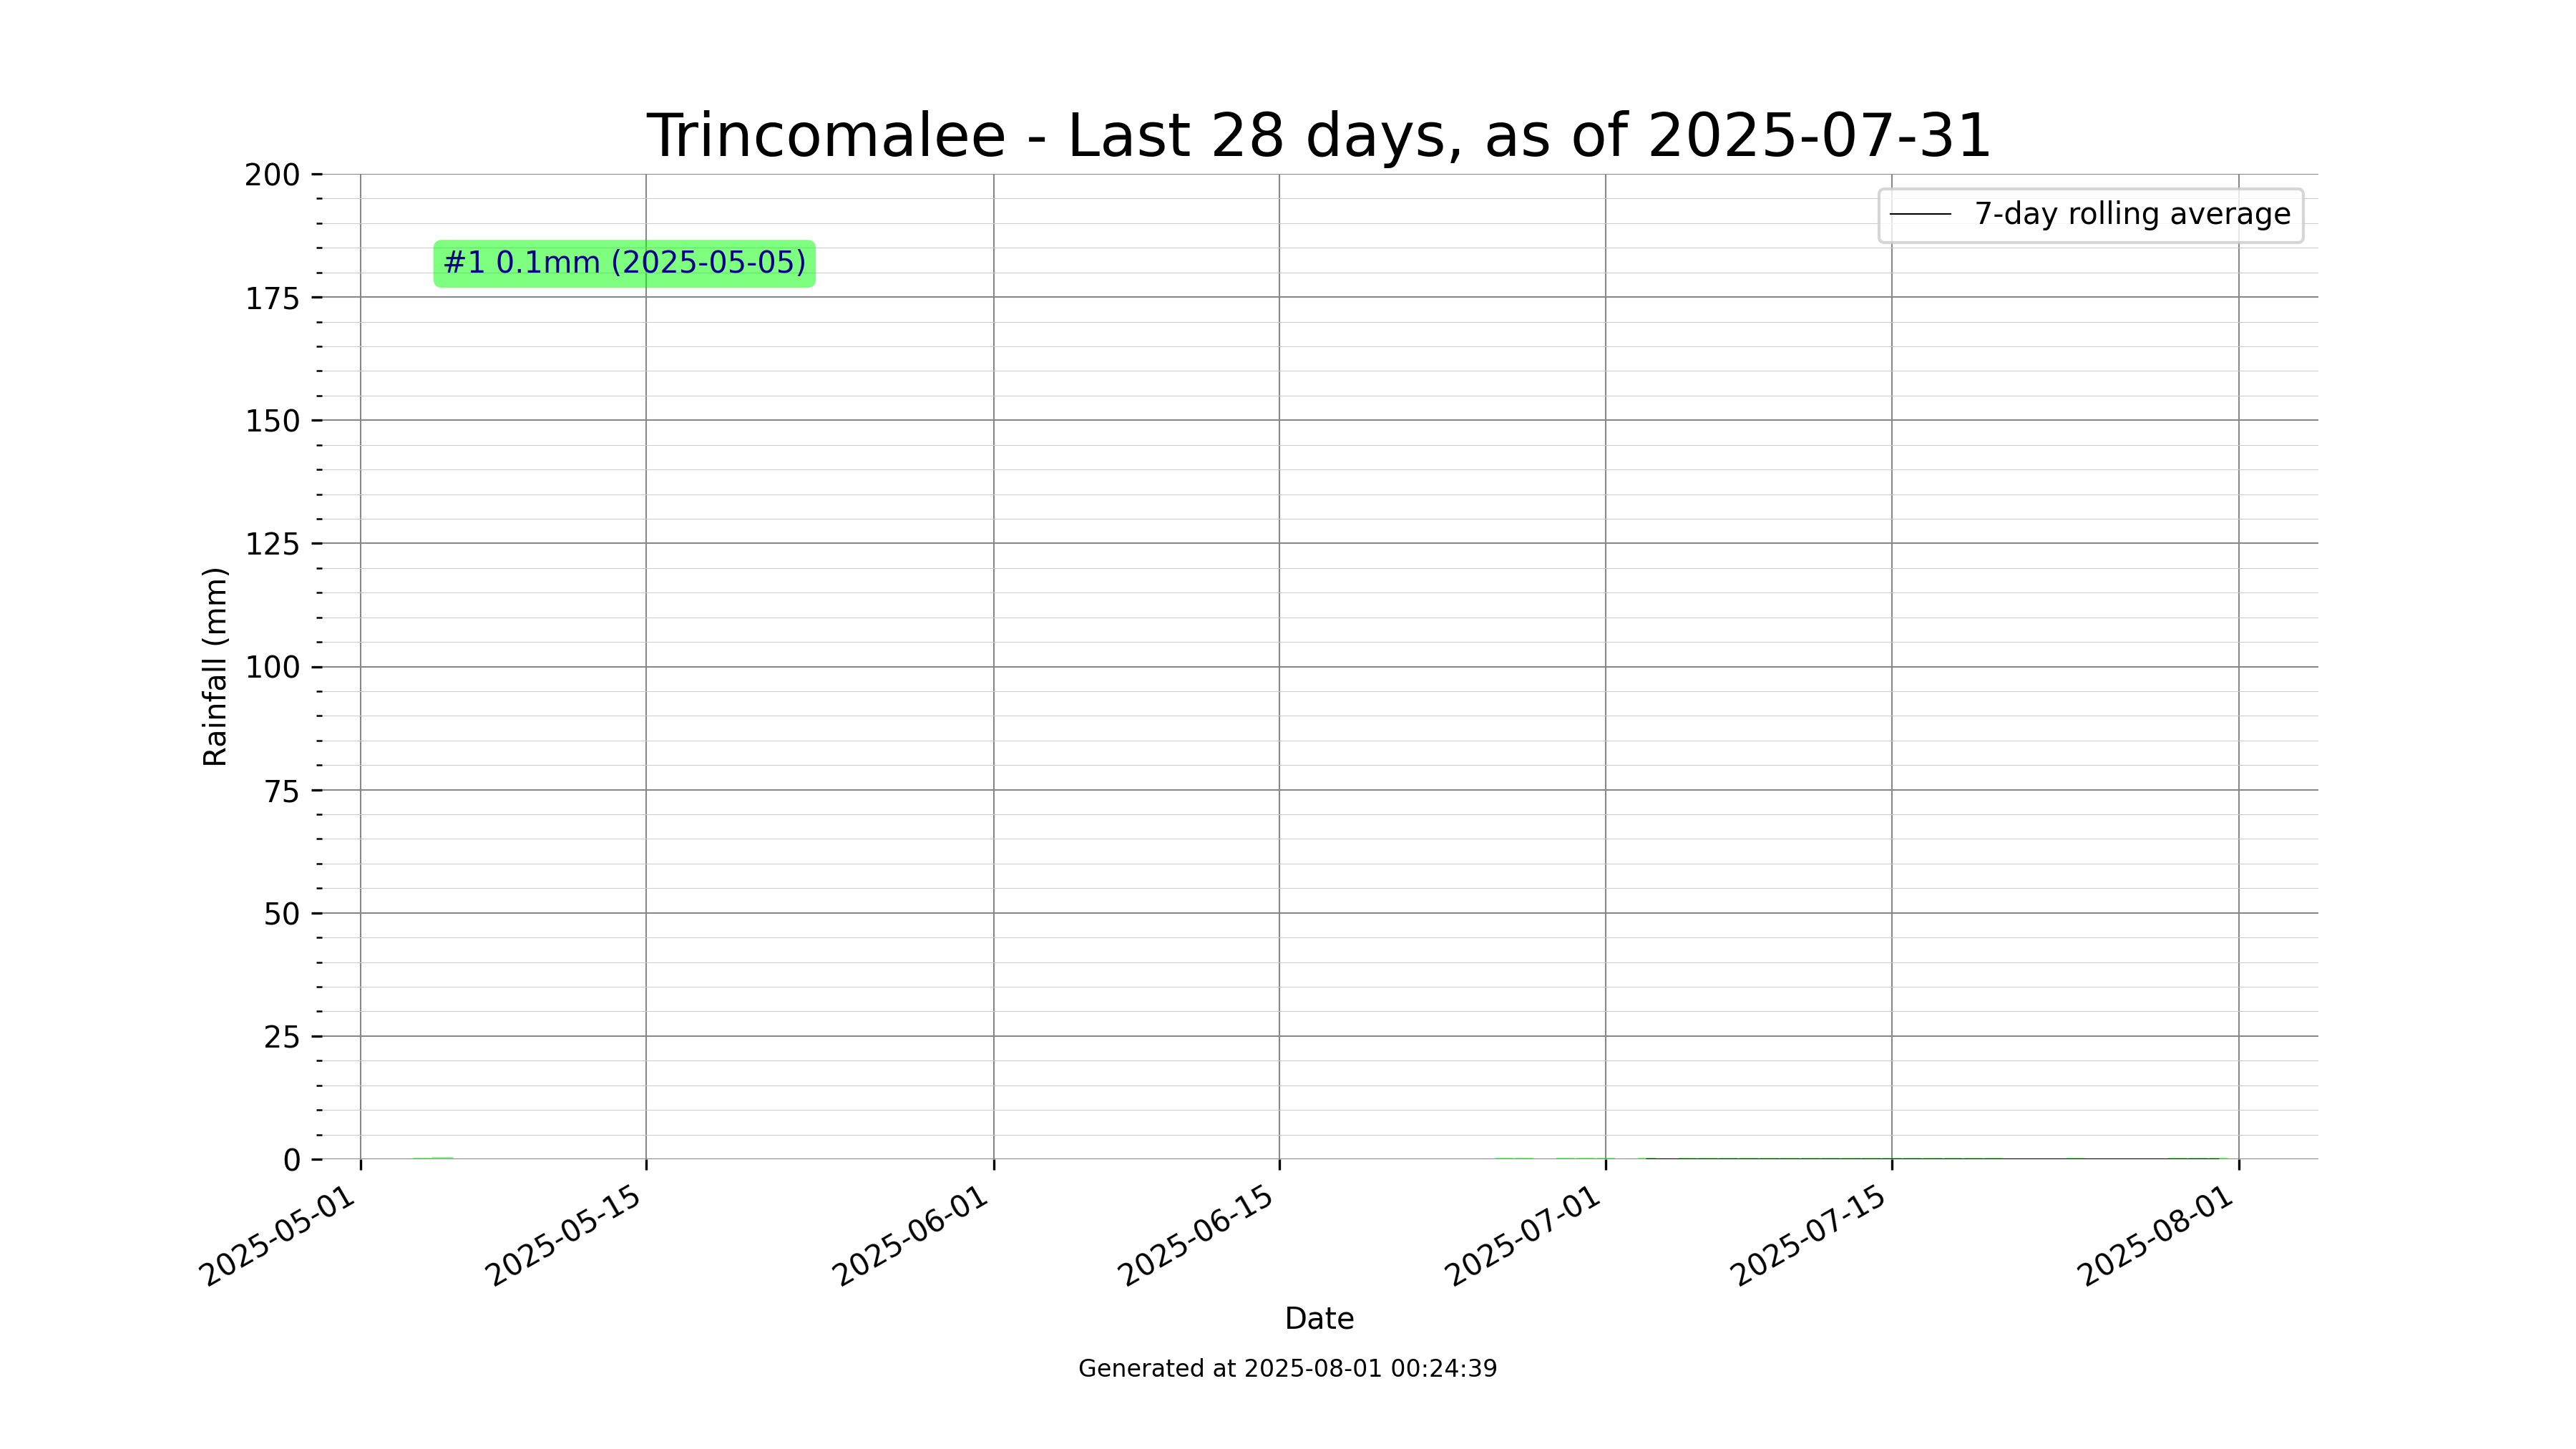 Trincomalee - Last 28 days, as of 2025-07-31
200
175
150
125
100
75
50
25
0
Rainfall (mm)
7-day rolling average
#1 0.1mm (2025-05-05)
2025-05-01
2025-05-15
2025-06-01
2025-06-15
2025-07-01
2025-07-15
2025-08-01
Date
Generated at 2025-08-01 00:24:39